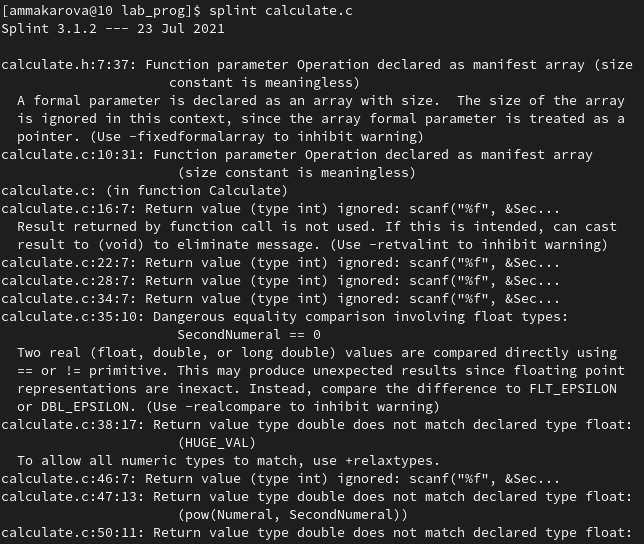 [ammakarova@10 lab_prog]$ splint calculate.c
Splint 3.1.2 --- 23 Jul 2021
calculate.h:7:37: Function parameter Operation declared as manifest array (size
constant is meaningless)
A formal parameter is declared as an array with size.  The size of the array
is ignored in this context, since the array formal parameter is treated as a
pointer. (Use -fixedformalarray to inhibit warning)
calculate.c:10:31: Function parameter Operation declared as manifest array
(size constant is meaningless)
calculate.c: (in function Calculate)
calculate.c:16:7: Return value (type int) ignored: scanf("%f", &Sec...
Result returned by function call is not used. If this is intended, can cast
result to (void) to eliminate message. (Use -retvalint to inhibit warning)
calculate.c:22:7: Return value (type int) ignored: scanf("%f", &Sec...
calculate.c:28:7: Return value (type int) ignored: scanf("%f", &Sec...
calculate.c:34:7: Return value (type int) ignored: scanf("%f", &Sec...
calculate.c:35:10: Dangerous equality comparison involving float types:
SecondNumeral == 0
Two real (float, double, or long double) values are compared directly using
== or != primitive. This may produce unexpected results since floating point
representations are inexact. Instead, compare the difference to FLT_EPSILON
or DBL_EPSILON. (Use -realcompare to inhibit warning)
calculate.c:38:17: Return value type double does not match declared type float:
(HUGE_VAL)
To allow all numeric types to match, use +relaxtypes.
calculate.c:46:7: Return value (type int) ignored: scanf("%f", &Sec...
calculate.c:47:13: Return value type double does not match declared type float:
(pow(Numeral, SecondNumeral))
calculate.c:50:11: Return value type double does not match declared type float: